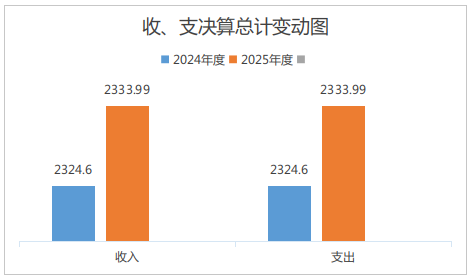 收、支决算总计变动图
2024年度 2025年度
2333.99 2333.99
2324.6 2324.6
收入 支出